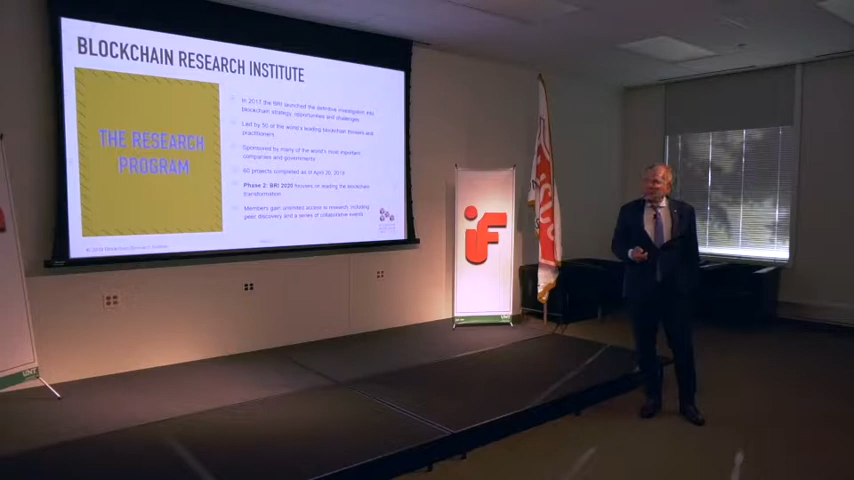 BLOCKCHAIN RESEARCH INSTITUTE
THE RESEARCH
PROGRAM
In 2017 the BRI launched the definitive investigation into
blockchain strategy, opportunities and challenges.
Led by 50 of the world's leading blockchain thinkers and
practitioners.
Sponsored by many of the world's most important
companies and governments.
60 projects completed as of April 20, 2019
Phase 2: BRI 2020 focuses on leading the blockchain
transformation.
Members gain unlimited access to research, including
peer discovery and a series of collaborative events.
iF
UNT